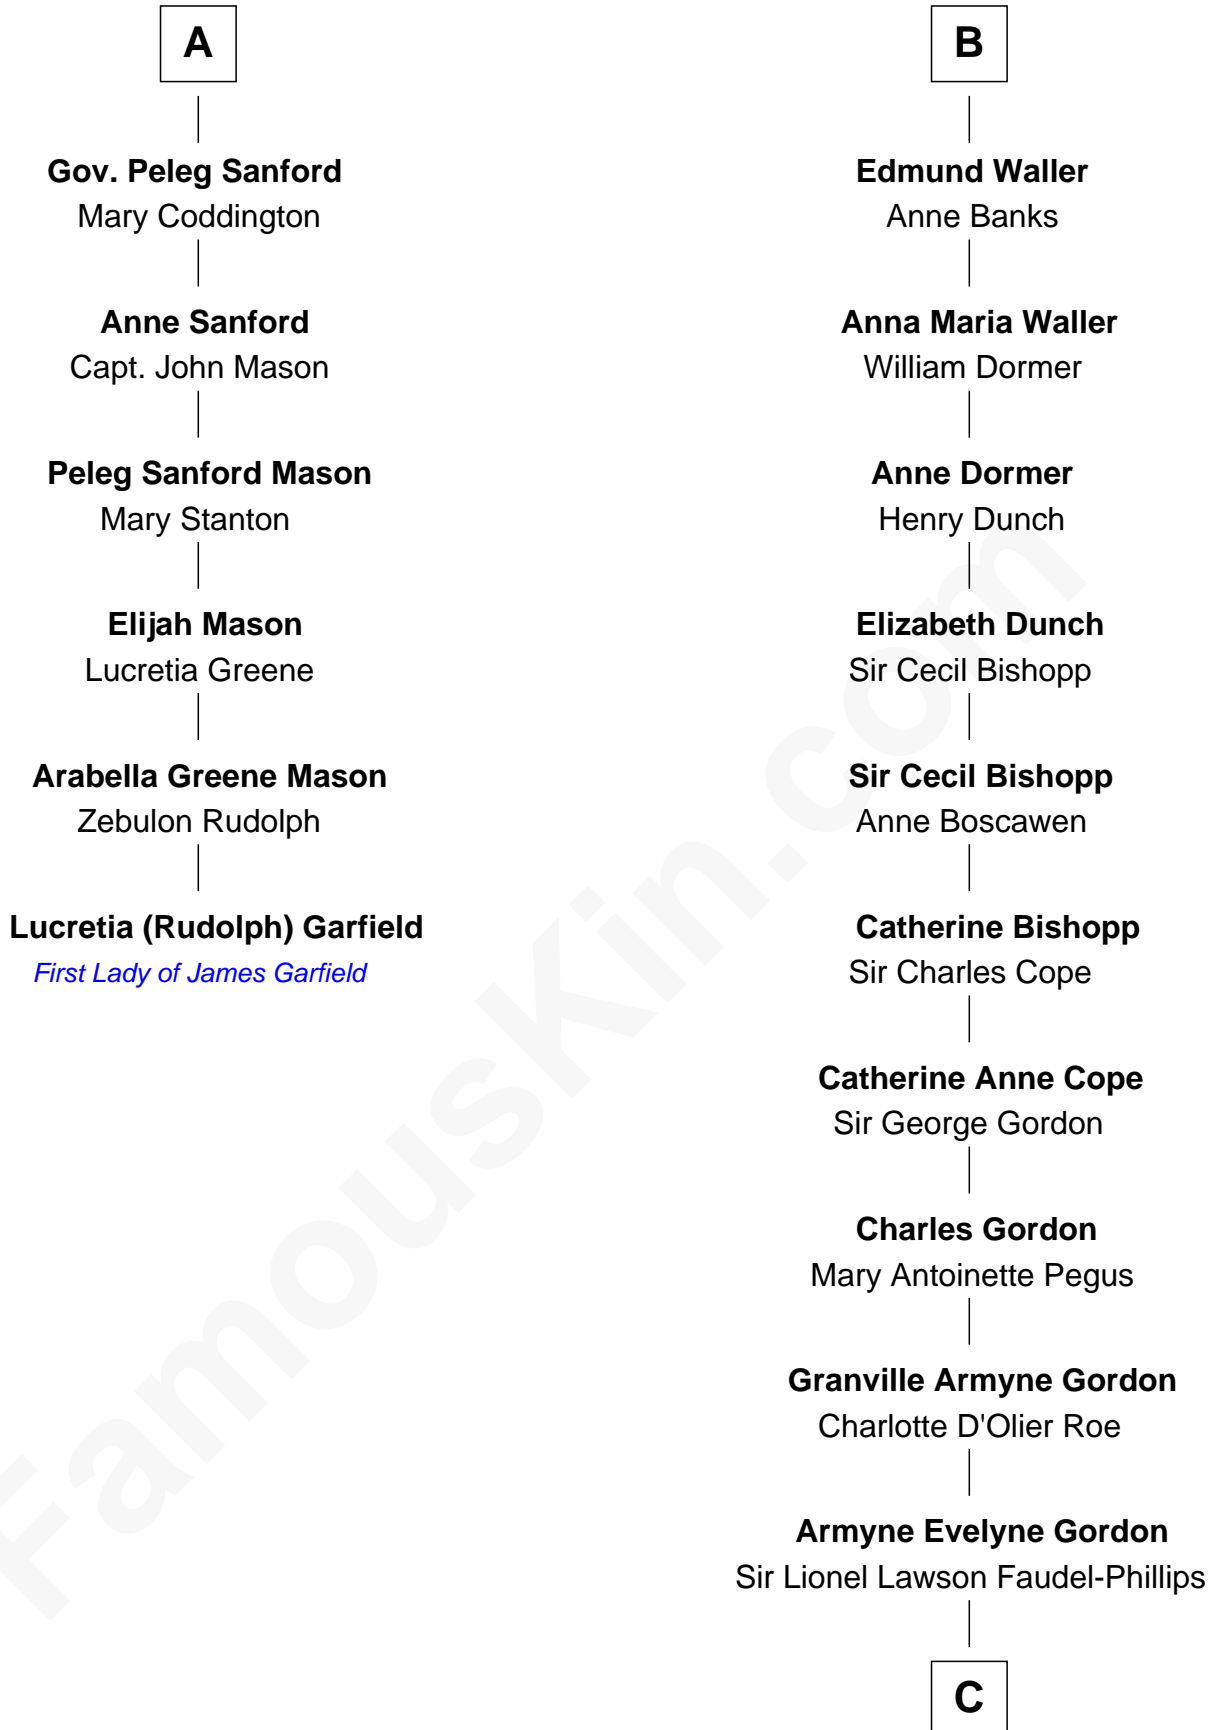 A
Gov. Peleg Sanford
Mary Coddington
Anne Sanford
Capt. John Mason
Peleg Sanford Mason
Mary Stanton
Elijah Mason
Lucretia Greene
Arabella Greene Mason
Zebulon Rudolph
Lucretia (Rudolph) Garfield
First Lady of James Garfield
B
Edmund Waller
Anne Banks
Anna Maria Waller
William Dormer
Anne Dormer
Henry Dunch
Elizabeth Dunch
Sir Cecil Bishopp
Sir Cecil Bishopp
Anne Boscawen
Catherine Bishopp
Sir Charles Cope
Catherine Anne Cope
Sir George Gordon
Charles Gordon
Mary Antoinette Pegus
Granville Armyne Gordon
Charlotte D'Olier Roe
Armyne Evelyne Gordon
Sir Lionel Lawson Faudel-Phillips
C
FamousKin.com